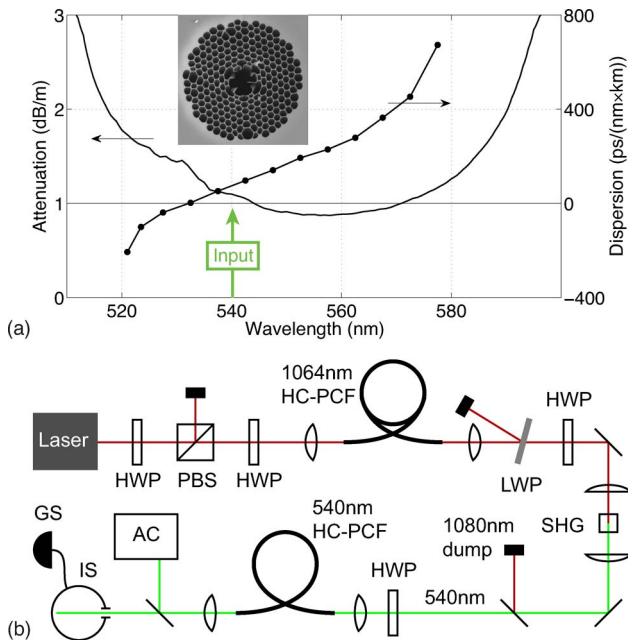 3
2
1
0
Attenuation (dB/m)
800
400
0
−400
Dispersion (ps/(nm×km))
Input
520
540
560
580
Wavelength (nm)
(a)
1064nm
HC-PCF
HWP
Laser
HWP
PBS
HWP
LWP
SHG
GS
IS
AC
540nm
HC-PCF
HWP
1080nm
dump
540nm
(b)